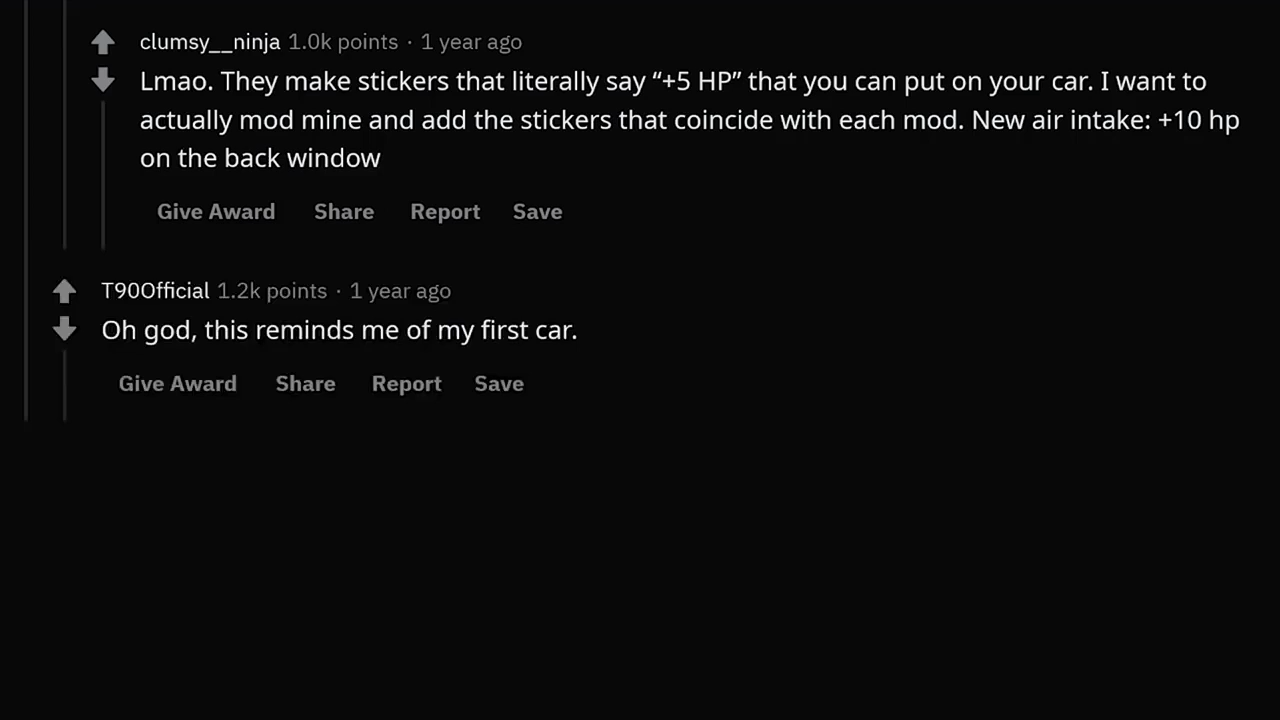 clumsy__ninja 1.0k points · 1 year ago
Lmao. They make stickers that literally say “+5 HP” that you can put on your car. I want to
actually mod mine and add the stickers that coincide with each mod. New air intake: +10 hp
on the back window
Give Award Share Report Save
T90Official 1.2k points · 1 year ago
Oh god, this reminds me of my first car.
Give Award Share Report Save